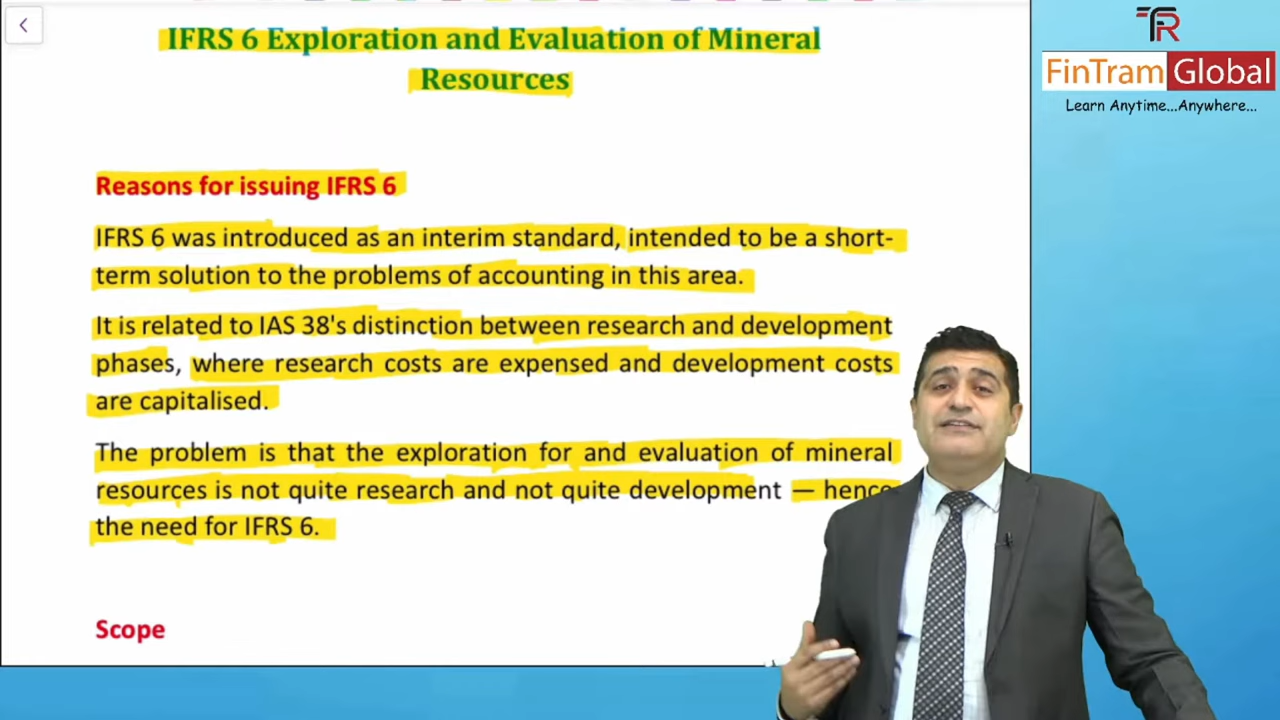 IFRS 6 Exploration and Evaluation of Mineral
Resources
Reasons for issuing IFRS 6
IFRS 6 was introduced as an interim standard, intended to be a short-
term solution to the problems of accounting in this area.
It is related to IAS 38's distinction between research and development
phases, where research costs are expensed and development costs
are capitalised.
The problem is that the exploration for and evaluation of mineral
resources is not quite research and not quite development — hence
the need for IFRS 6.
Scope
FinTram Global
Learn Anytime...Anywhere...